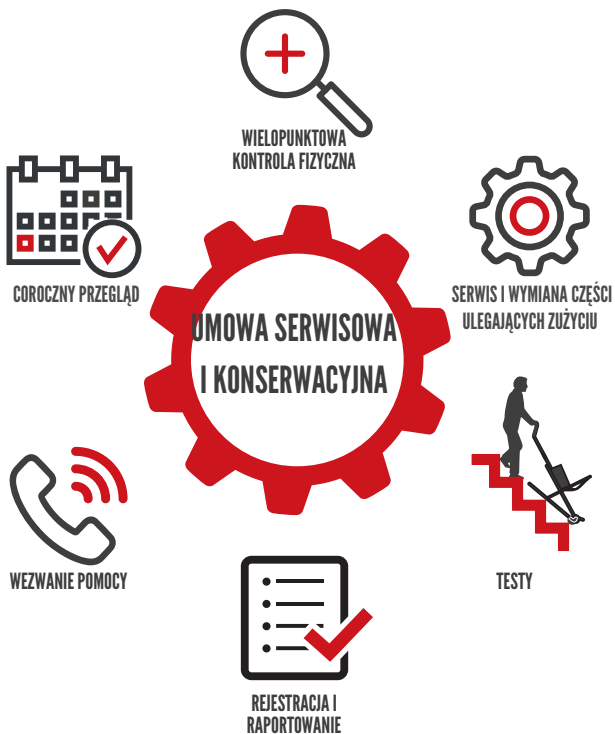 WIELOPUNKTOWA
KONTROLA FIZYCZNA
COROCZNY PRZEGLĄD
SERWIS I WYMIANA CZĘŚCI
ULEGAJĄCYCH ZUŻYCIU
UMOWA SERWISOWA
I KONSERWACYJNA
WEZWANIE POMOCY
TESTY
REJESTRACJA I
RAPORTOWANIE